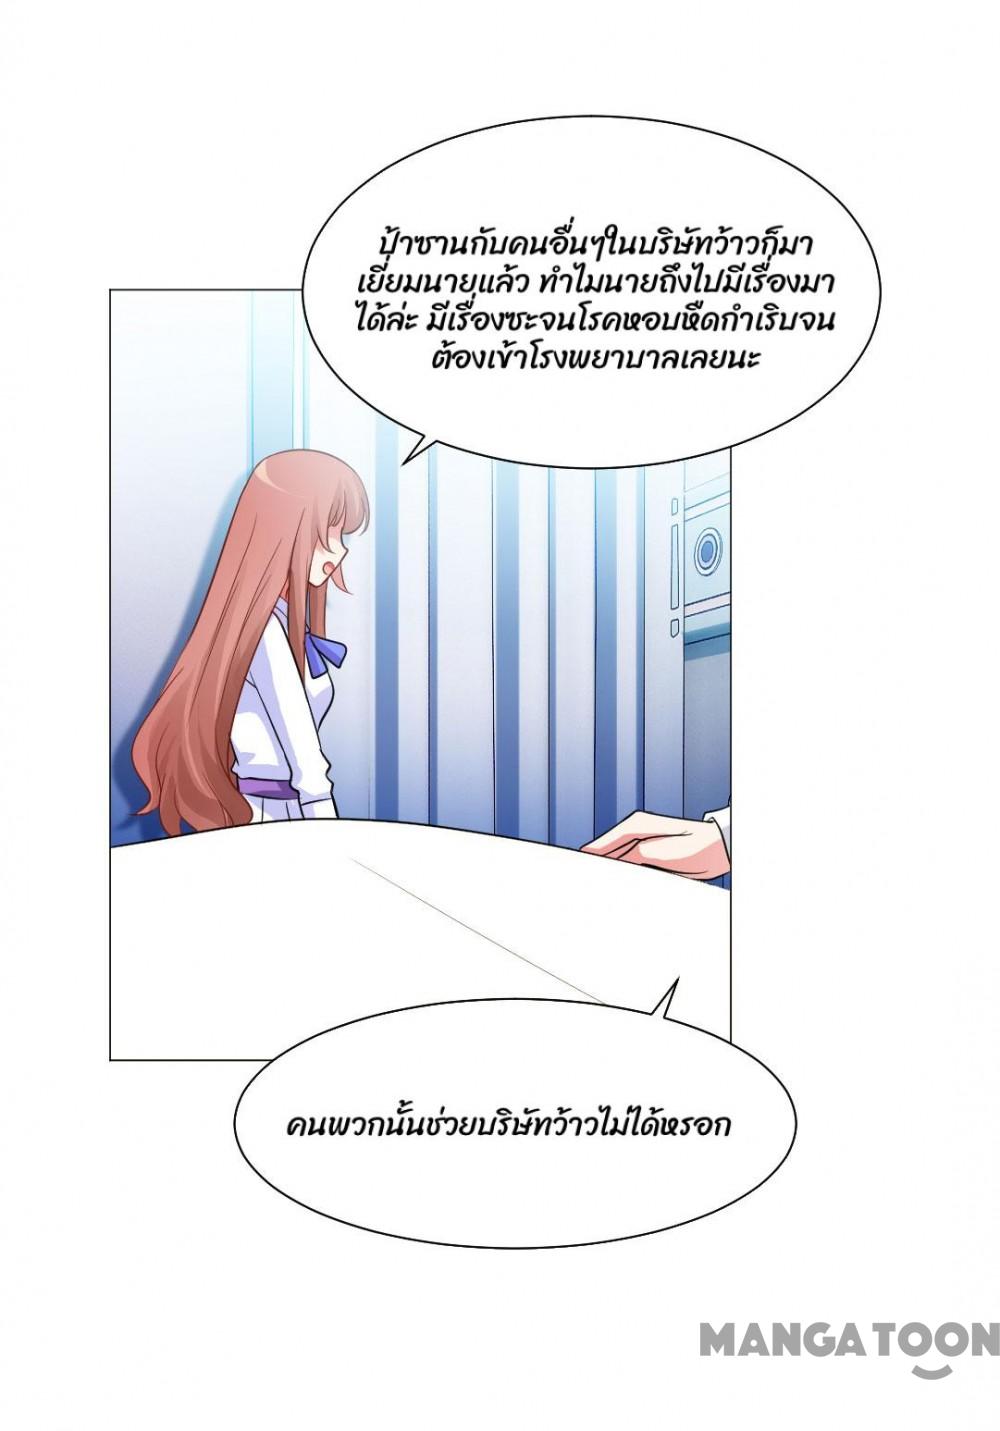 ป้าซานกับคนอื่นๆในบริษัทว้าวก็มา
เยี่ยมนายแล้ว ทำไมนายถึงไปมีเรื่องมา
ได้ล่ะ มีเรื่องซะจนโรคหอบหืดกำเริบจน
ต้องเข้าโรงพยาบาลเลยนะ
คนพวกนั้นช่วยบริษัทว้าวไม่ได้หรอก
MANGATOON